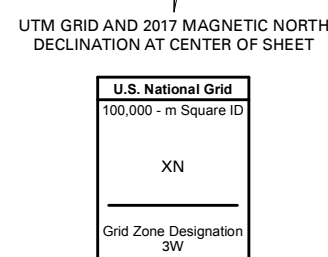 UTM GRID AND 2017 MAGNETIC NORTH
DECLINATION AT CENTER OF SHEET
U.S. National Grid
100,000 - m Square ID
XN
Grid Zone Designation
3W